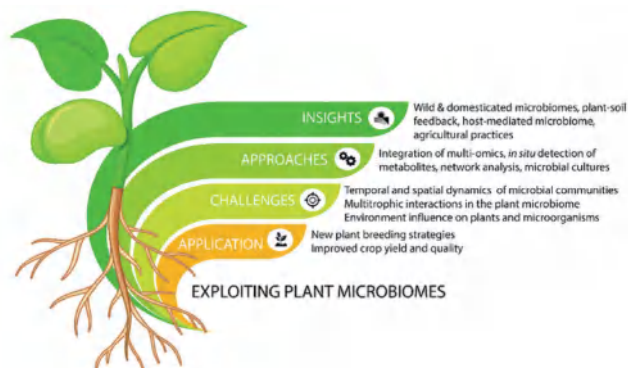 INSIGHTS
Wild & domesticated microbiomes, plant-soil
feedback, host-mediated microbiome,
agricultural practices
APPROACHES
Integration of multi-omics, in situ detection of
metabolites, network analysis, microbial cultures
CHALLENGES
Temporal and spatial dynamics of microbial communities
Multitrophic interactions in the plant microbiome
Environment influence on plants and microorganisms
APPLICATION
New plant breeding strategies
Improved crop yield and quality
EXPLOITING PLANT MICROBIOMES